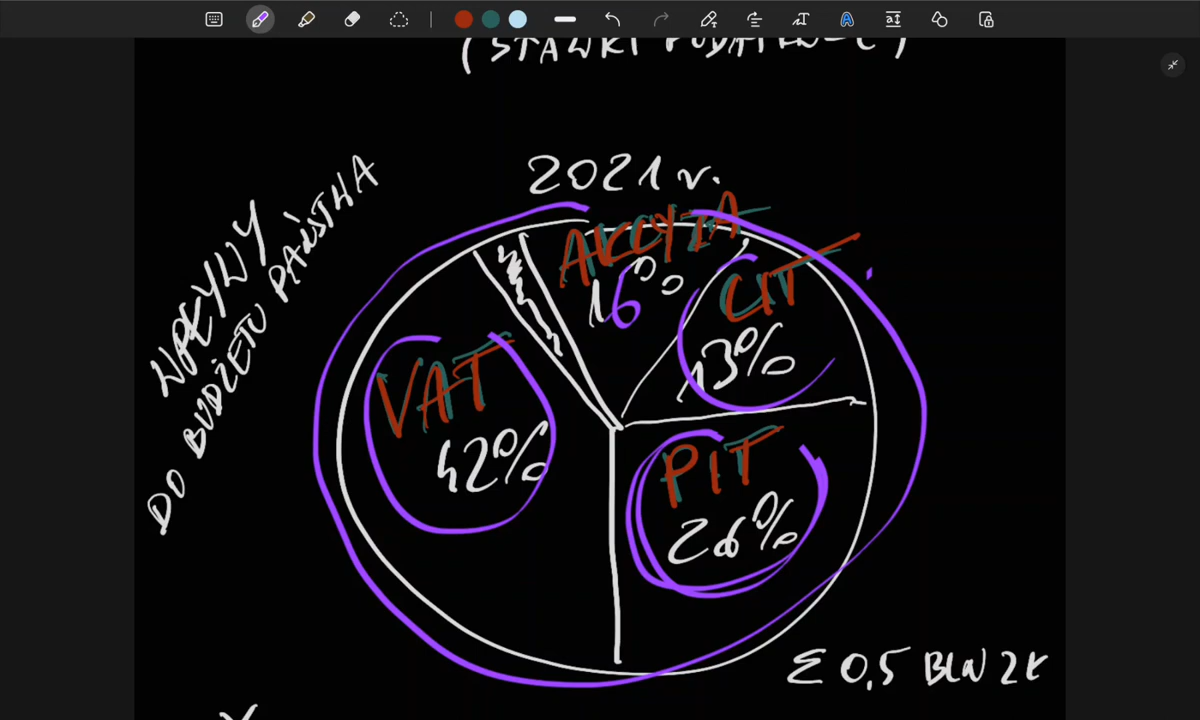 (STAWKI PODATKOWE)
2021 r.
WPŁYWY
DO BUDŻETU PAŃSTWA
AKCYZA
16%
CIT
13%
VAT
42%
PIT
26%
Σ 0,5 BLN ZŁ